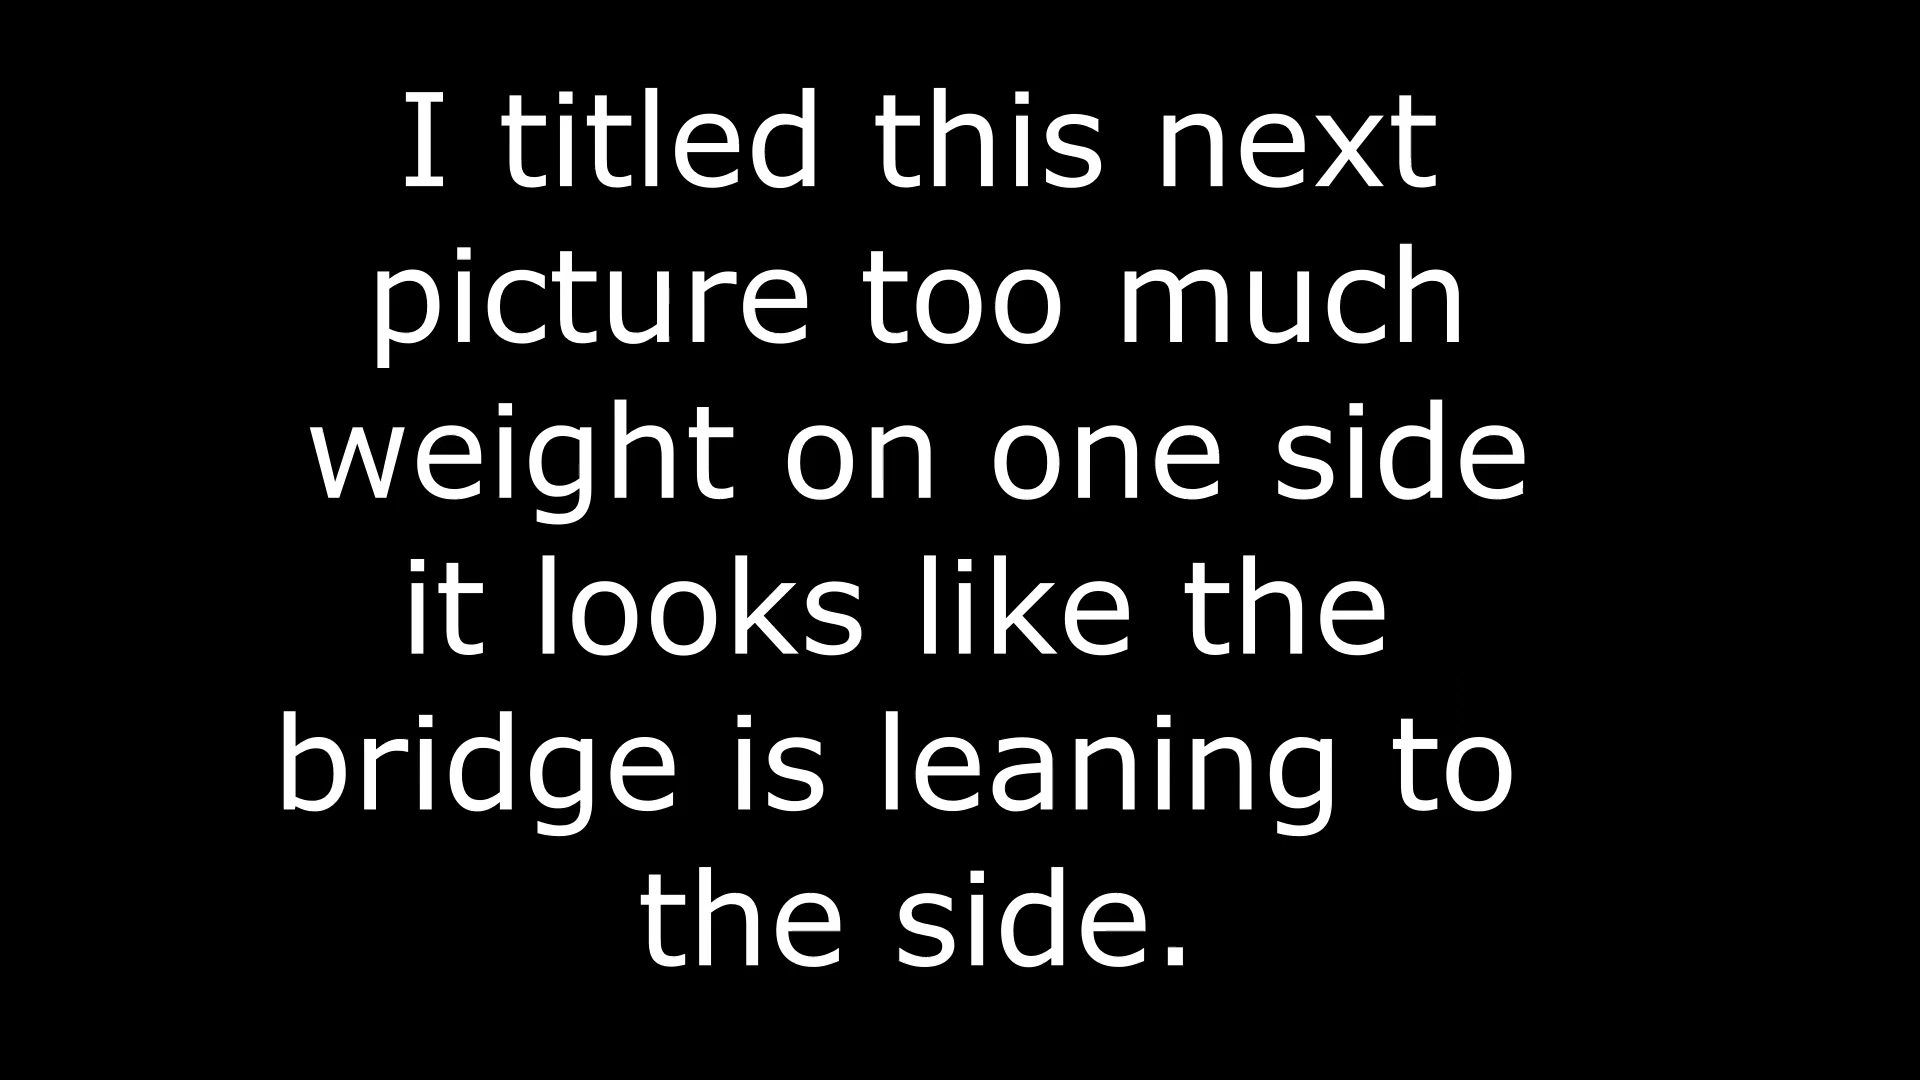 I titled this next
picture too much
weight on one side
it looks like the
bridge is leaning to
the side.